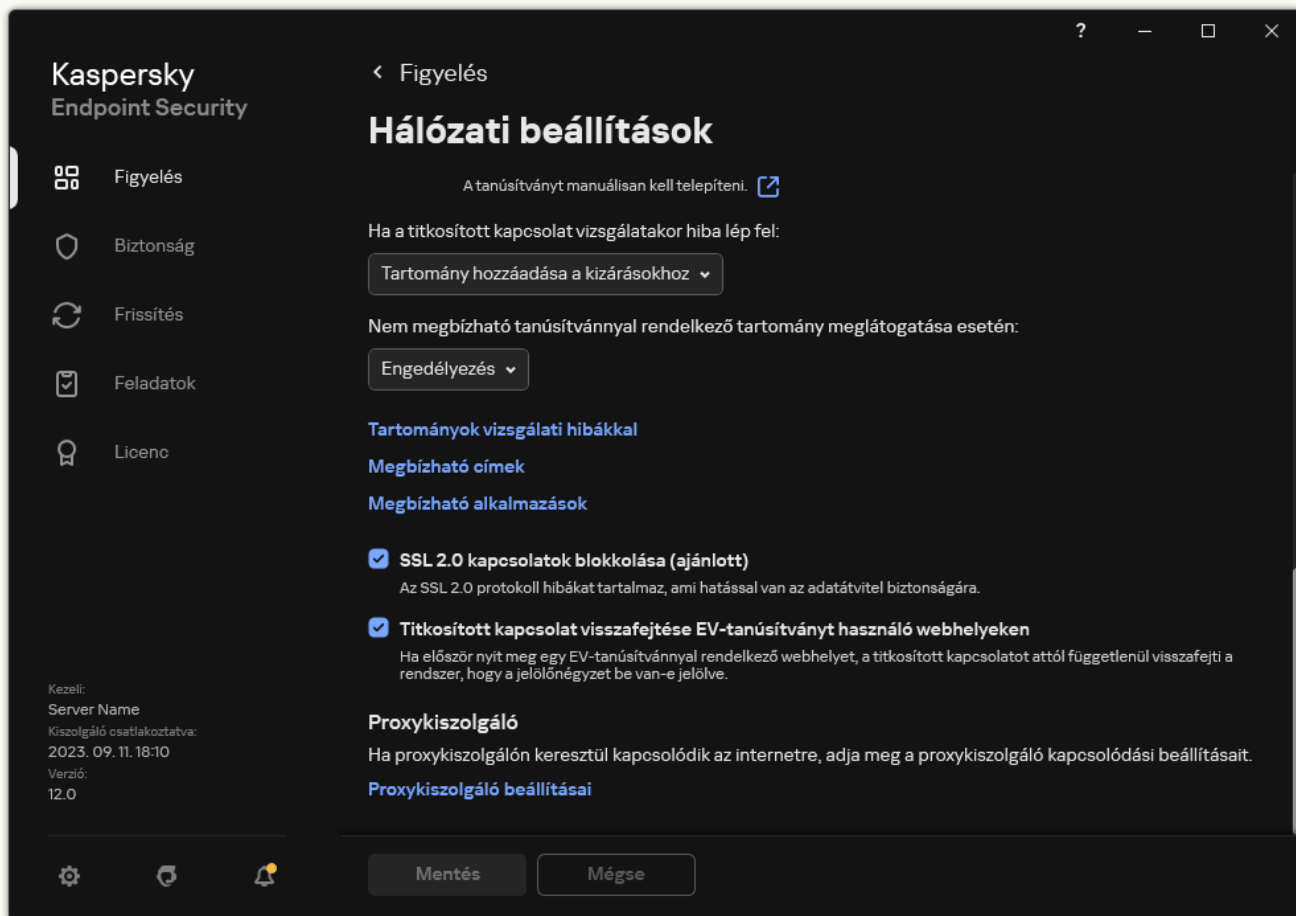 ?
Kaspersky
Endpoint Security
Figyelés
Biztonság
Frissítés
Feladatok
Licenc
Kezeli:
Server Name
Kiszolgáló csatlakoztatva:
2023. 09. 11. 18:10
Verzió:
12.0
Figyelés
Hálózati beállítások
A tanúsítványt manuálisan kell telepíteni.
Ha a titkosított kapcsolat vizsgálatakor hiba lép fel:
Tartomány hozzáadása a kizárásokhoz
Nem megbízható tanúsítvánnyal rendelkező tartomány meglátogatása esetén:
Engedélyezés
Tartományok vizsgálati hibákkal
Megbízható címek
Megbízható alkalmazások
SSL 2.0 kapcsolatok blokkolása (ajánlott)
Az SSL 2.0 protokoll hibákat tartalmaz, ami hatással van az adatátvitel biztonságára.
Titkosított kapcsolat visszafejtése EV-tanúsítványt használó webhelyeken
Ha először nyit meg egy EV-tanúsítvánnyal rendelkező webhelyet, a titkosított kapcsolatot attól függetlenül visszafejti a
rendszer, hogy a jelölőnégyzet be van-e jelölve.
Proxykiszolgáló
Ha proxykiszolgálón keresztül kapcsolódik az internetre, adja meg a proxykiszolgáló kapcsolódási beállításait.
Proxykiszolgáló beállításai
Mentés
Mégse